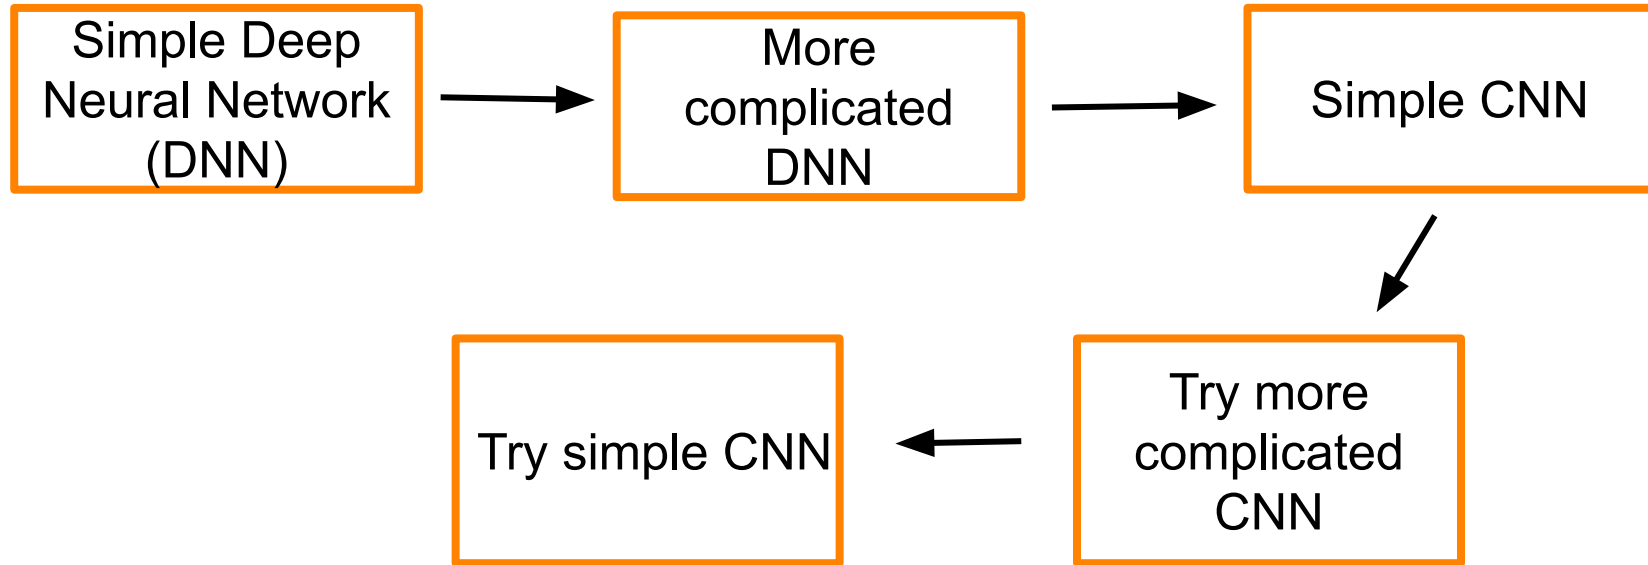 Simple Deep
Neural Network
(DNN)
More
complicated
DNN
Simple CNN
Try more
complicated
CNN
Try simple CNN